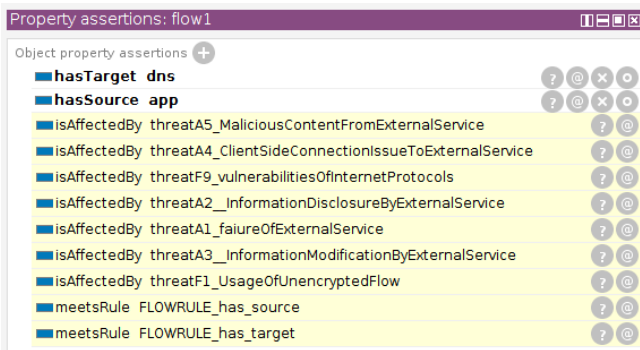 Property assertions: flow1
Object property assertions
hasTarget dns
hasSource app
isAffectedBy threatA5_MaliciousContentFromExternalService
isAffectedBy threatA4_ClientSideConnectionIssueToExternalService
isAffectedBy threatF9_vulnerabilitiesOfInternetProtocols
isAffectedBy threatA2__InformationDisclosureByExternalService
isAffectedBy threatA1_faiureOfExternalService
isAffectedBy threatA3__InformationModificationByExternalService
isAffectedBy threatF1_UsageOfUnencryptedFlow
meetsRule FLOWRULE_has_source
meetsRule FLOWRULE_has_target